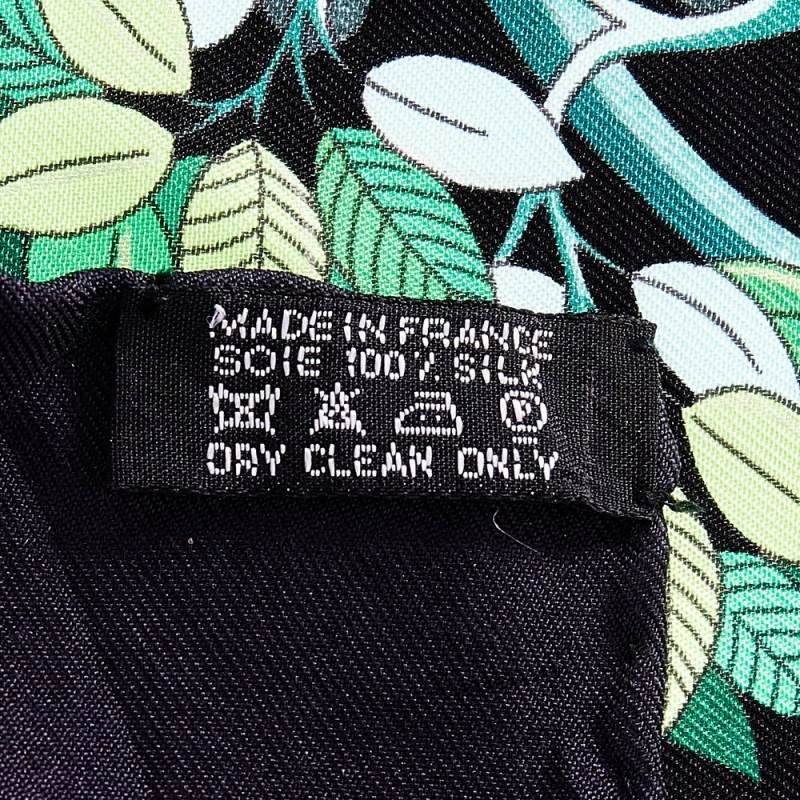 MADE IN FRANCE
SOIE 100% SILK
P
DRY CLEAN ONLY